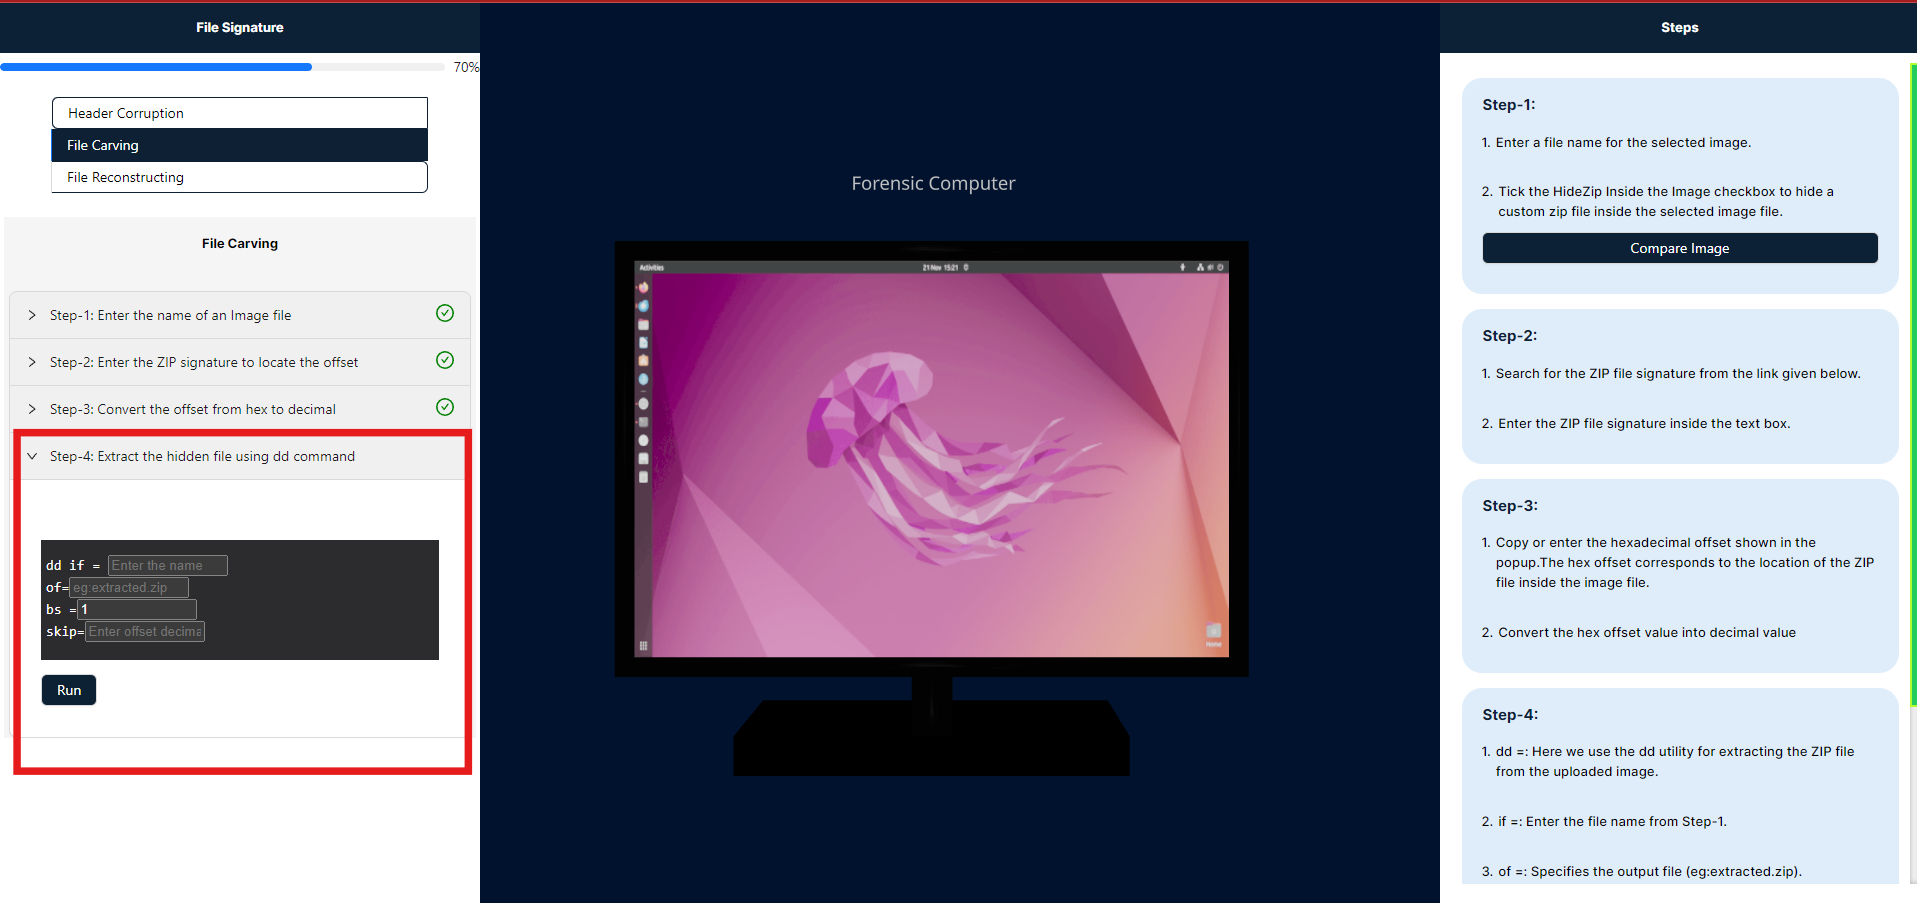 File Signature
70%
Header Corruption
File Carving
File Reconstructing
File Carving
Step-1: Enter the name of an Image file
Step-2: Enter the ZIP signature to locate the offset
Step-3: Convert the offset from hex to decimal
Step-4: Extract the hidden file using dd command
dd if = Enter the name
of=eg:extracted.zip
bs =1
skip=Enter offset decima
Run
Forensic Computer
Activities
21 Nov 15:21
Home
Steps
Step-1:
1. Enter a file name for the selected image.
2. Tick the HideZip Inside the Image checkbox to hide a
custom zip file inside the selected image file.
Compare Image
Step-2:
1. Search for the ZIP file signature from the link given below.
2. Enter the ZIP file signature inside the text box.
Step-3:
1. Copy or enter the hexadecimal offset shown in the
popup.The hex offset corresponds to the location of the ZIP
file inside the image file.
2. Convert the hex offset value into decimal value
Step-4:
1. dd =: Here we use the dd utility for extracting the ZIP file
from the uploaded image.
2. if =: Enter the file name from Step-1.
3. of =: Specifies the output file (eg:extracted.zip).